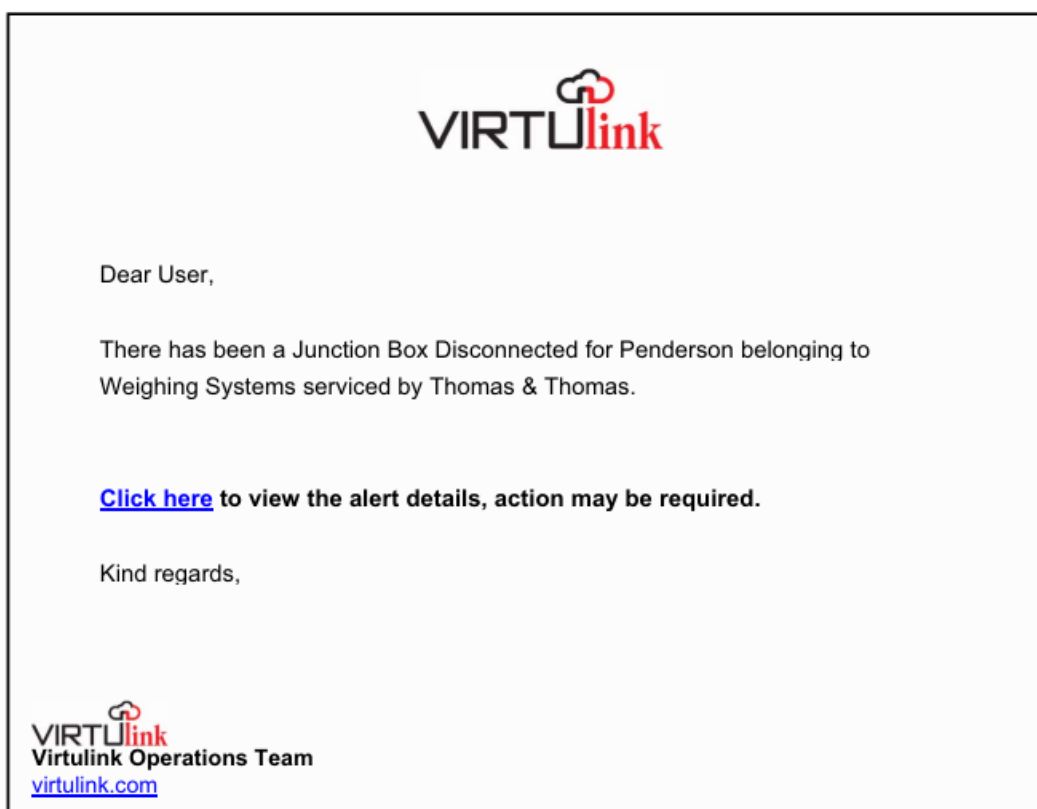 VIRTUlink
Dear User,
There has been a Junction Box Disconnected for Penderson belonging to
Weighing Systems serviced by Thomas & Thomas.
Click here to view the alert details, action may be required.
Kind regards,
VIRTUlink
Virtulink Operations Team
virtulink.com